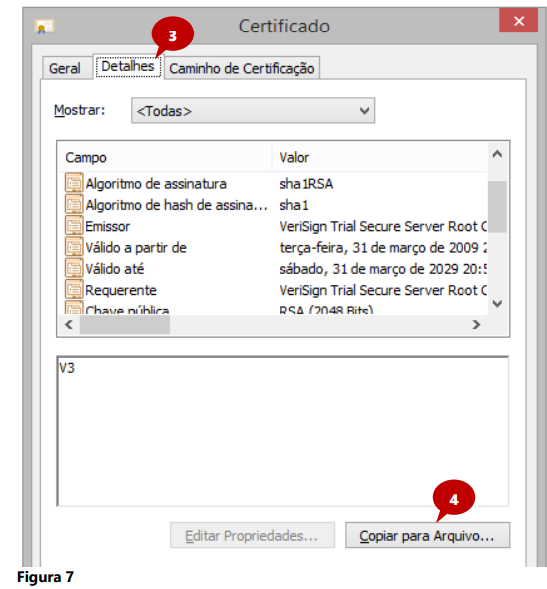 Certificado
3
Geral Detalhes Caminho de Certificação
Mostrar: <Todas>
Campo Valor
Algoritmo de assinatura sha1RSA
Algoritmo de hash de assina... sha1
Emissor VeriSign Trial Secure Server Root C
Válido a partir de terça-feira, 31 de março de 2009 2
Válido até sábado, 31 de março de 2029 20:5
Requerente VeriSign Trial Secure Server Root C
Chave pública RSA (2048 Bits)
V3
4
Editar Propriedades... Copiar para Arquivo...
Figura 7